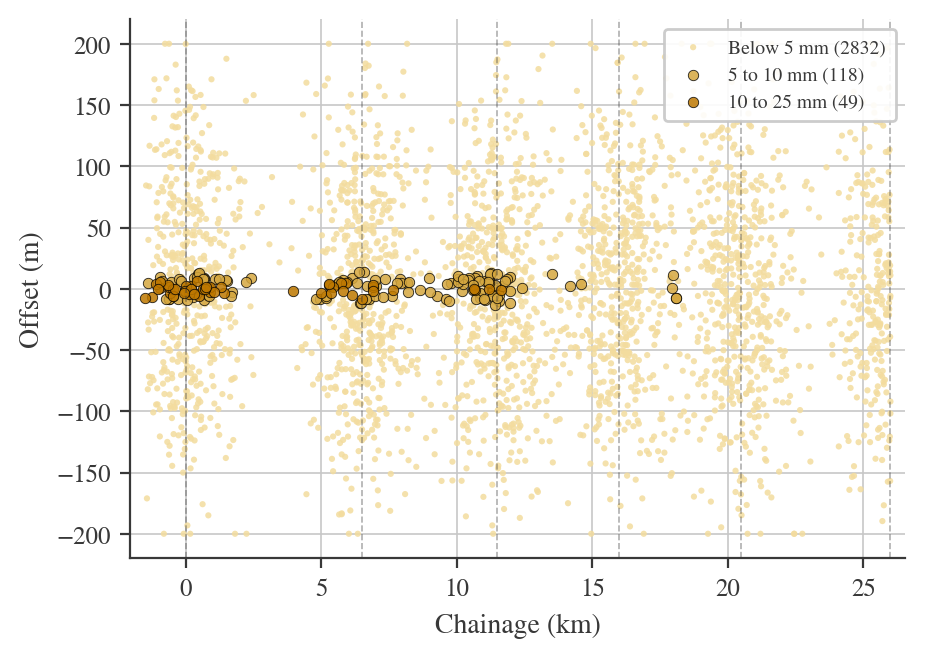 Below 5 mm (2832)
5 to 10 mm (118)
10 to 25 mm (49)
200
150
100
50
0
−50
−100
−150
−200
Offset (m)
0 5 10 15 20 25
Chainage (km)